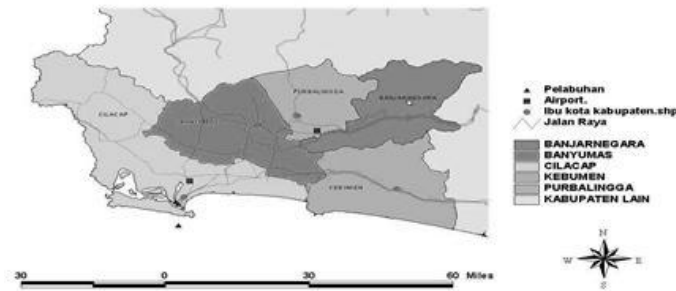 PURBALINGGA
BANJARNEGARA
CILACAP
KEBUMEN
Pelabuhan
Airport.
Ibu kota kabupaten.shp
Jalan Raya
BANJARNEGARA
BANYUMAS
CILACAP
KEBUMEN
PURBALINGGA
KABUPATEN LAIN
N
W
E
S
30
0
30
60
Miles